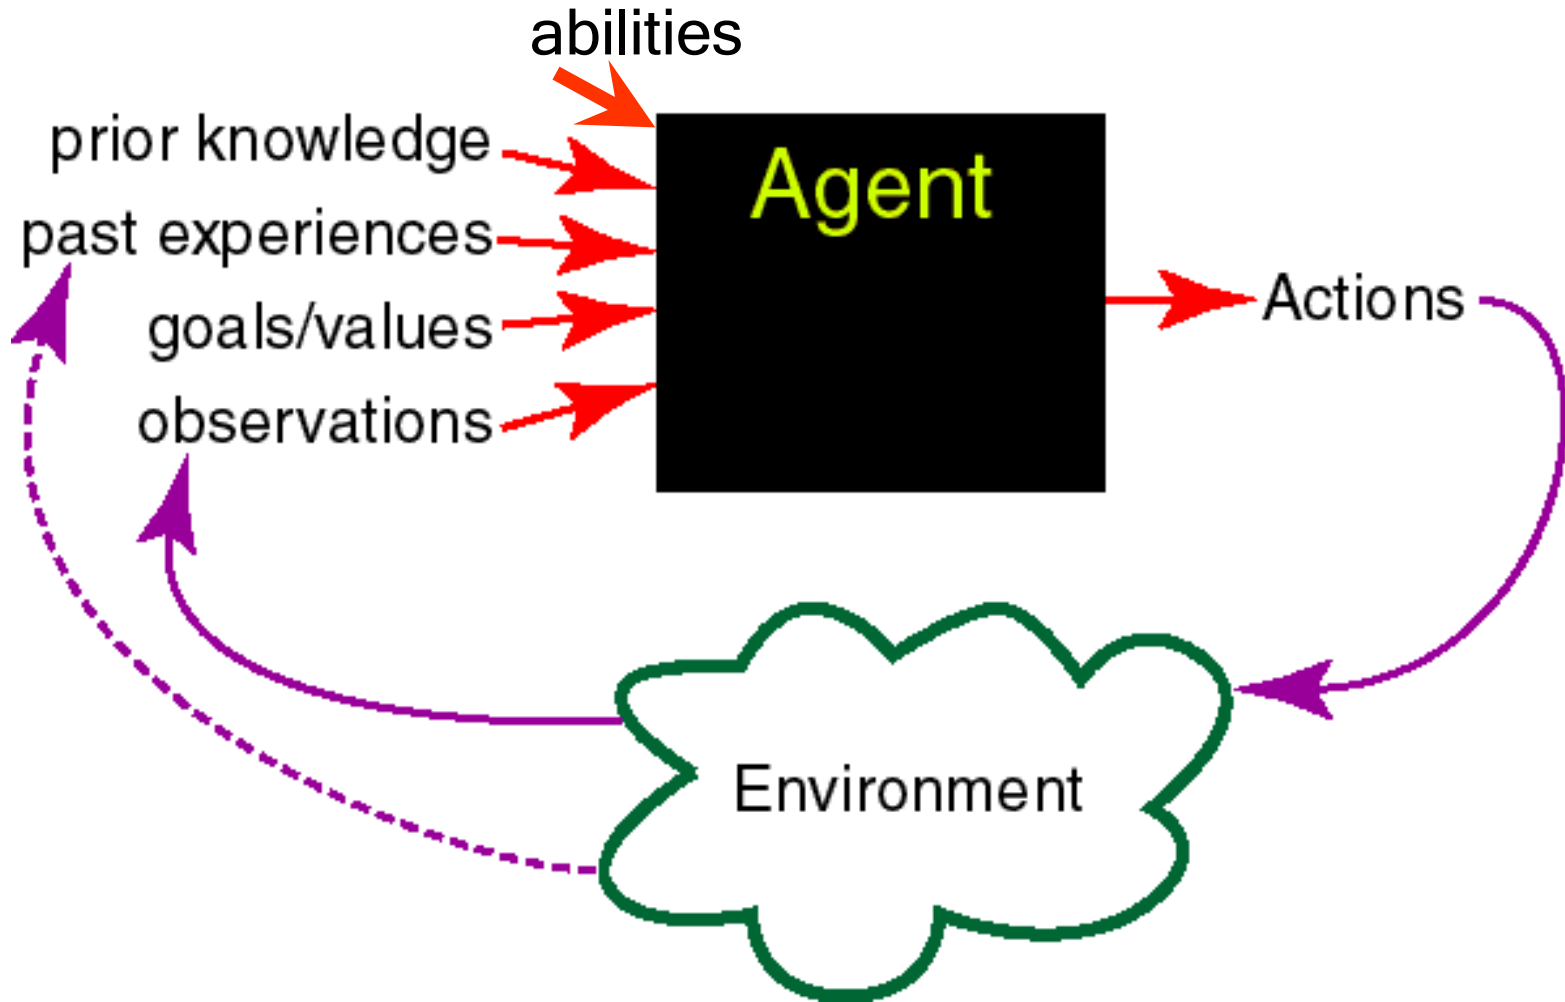 abilities
prior knowledge
past experiences
goals/values
observations
Agent
Actions
Environment